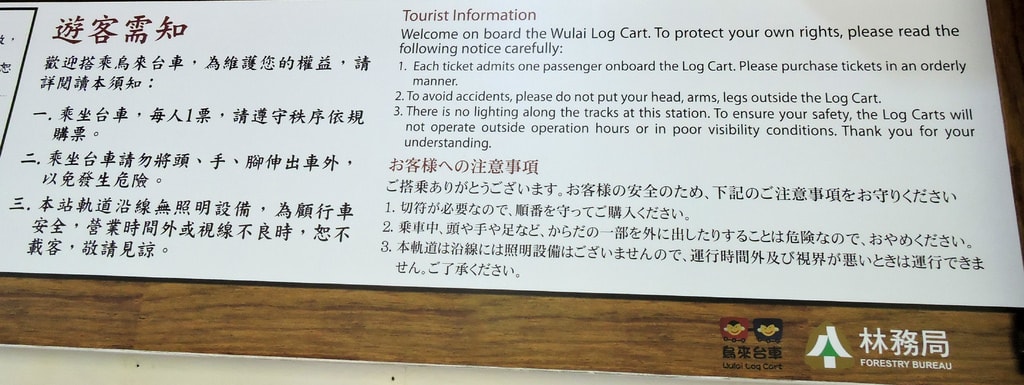 遊客需知
歡迎搭乘烏來台車，為維護您的權益，請
詳閱讀本須知：
一. 乘坐台車，每人1票，請遵守秩序依規
購票。
二. 乘坐台車請勿將頭、手、腳伸出車外，
以免發生危險。
三. 本站軌道沿線無照明設備，為顧行車
安全，營業時間外或視線不良時，恕不
載客，敬請見諒。
Tourist Information
Welcome on board the Wulai Log Cart. To protect your own rights, please read the
following notice carefully:
1. Each ticket admits one passenger onboard the Log Cart. Please purchase tickets in an orderly
manner.
2. To avoid accidents, please do not put your head, arms, legs outside the Log Cart.
3. There is no lighting along the tracks at this station. To ensure your safety, the Log Carts will
not operate outside operation hours or in poor visibility conditions. Thank you for your
understanding.
お客様への注意事項
ご搭乗ありがとうございます。お客様の安全のため、下記のご注意事項をお守りください
1. 切符が必要なので、順番を守ってご購入ください。
2. 乗車中、頭や手や足など、からだの一部を外に出したりすることは危険なので、おやめください。
3. 本軌道は沿線には照明設備はございませんので、運行時間外及び視界が悪いときは運行できま
せん。ご了承ください。
烏來台車
Wulai Log Cart
林務局
FORESTRY BUREAU